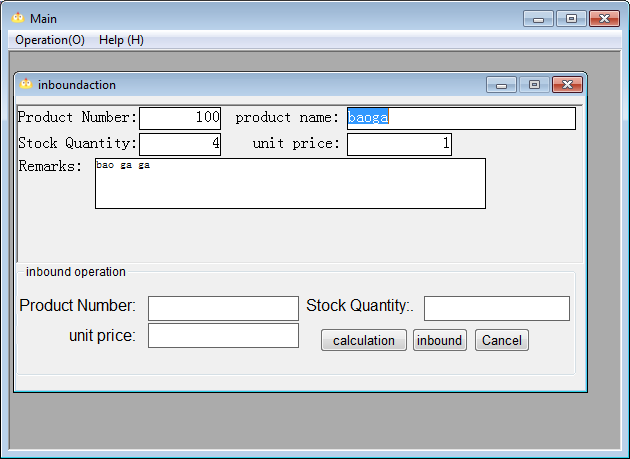 Main
Operation(O) Help (H)
inboundaction
Product Number: 100 product name: baoga
Stock Quantity: 4 unit price: 1
Remarks: bao ga ga
inbound operation
Product Number: Stock Quantity:.
unit price: calculation inbound Cancel